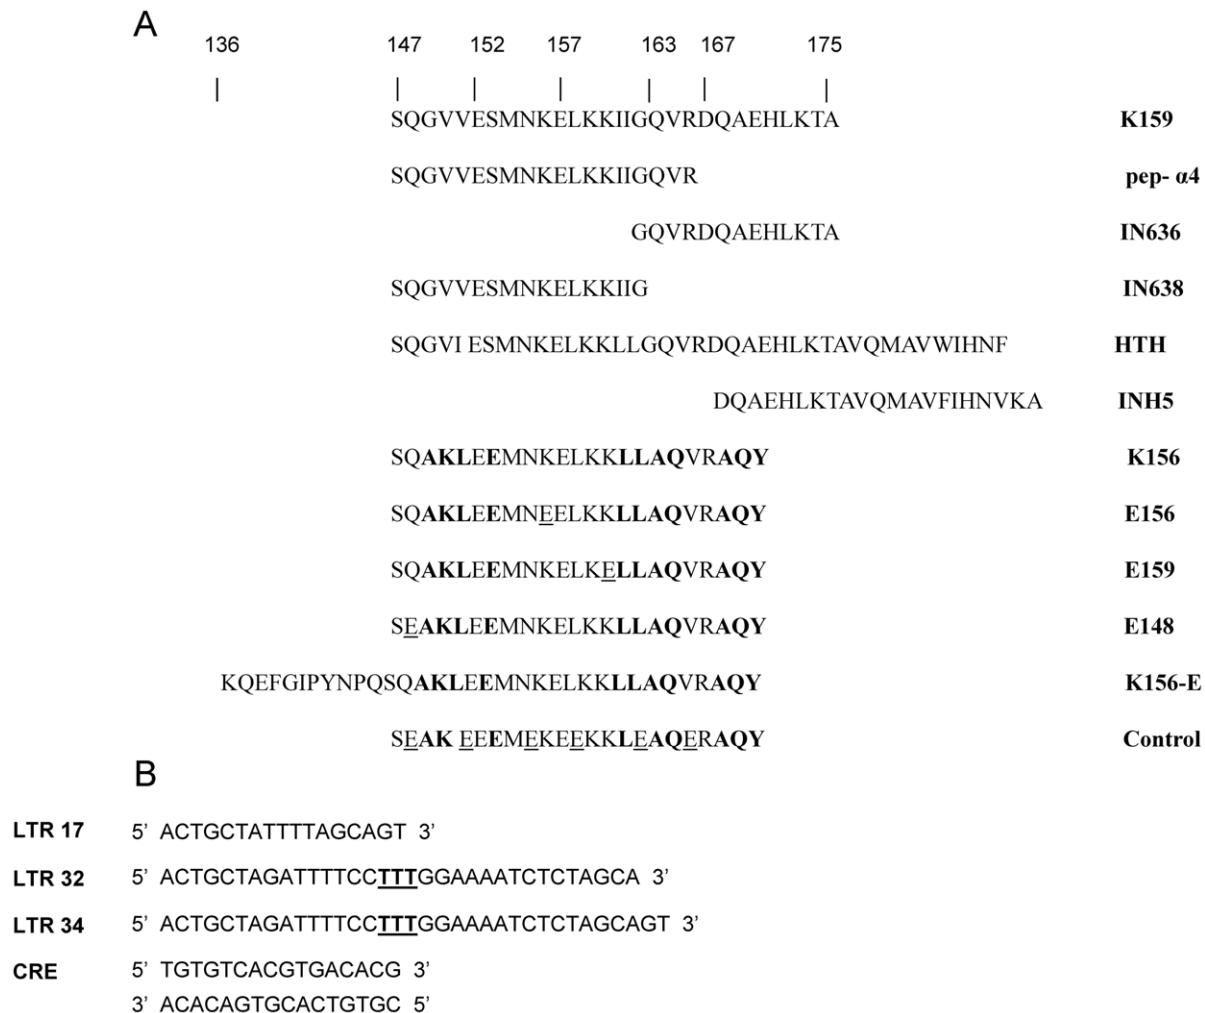 A
136 147 152 157 163 167 175
| | | | | | |
SQGVVESMNKELKKIIGQVRDQAEHLKTA K159
SQGVVESMNKELKKIIGQVR pep- α4
GQVRDQAEHLKTA IN636
SQGVVESMNKELKKIIG IN638
SQGVI ESMNKELKKLLGQVRDQAEHLKTAVQMAVWIHNF HTH
DQAEHLKTAVQMAVFIHNVKA INH5
SQAKLEEMNKELKKLLAQVRAQY K156
SQAKLEEMNEELKKLLAQVRAQY E156
SQAKLEEMNKELKELLAQVRAQY E159
SEAKLEEMNKELKKLLAQVRAQY E148
KQEFGIPYNPQSQAKLEEMNKELKKLLAQVRAQY K156-E
SEAK EEEMEKEEKKLEAQERAQY Control
B
LTR 17 5’ ACTGCTATTTTAGCAGT 3’
LTR 32 5’ ACTGCTAGATTTTCCTTTGGAAAATCTCTAGCA 3’
LTR 34 5’ ACTGCTAGATTTTCCTTTGGAAAATCTCTAGCAGT 3’
CRE 5’ TGTGTCACGTGACACG 3’
3’ ACACAGTGCACTGTGC 5’